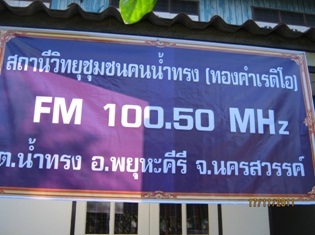 สถานีวิทยุชุมชนคนน้ำทรง (ทองคำเรดิโอ)
FM 100.50 MHz
ต.น้ำทรง อ.พยุหะคีรี จ.นครสวรรค์